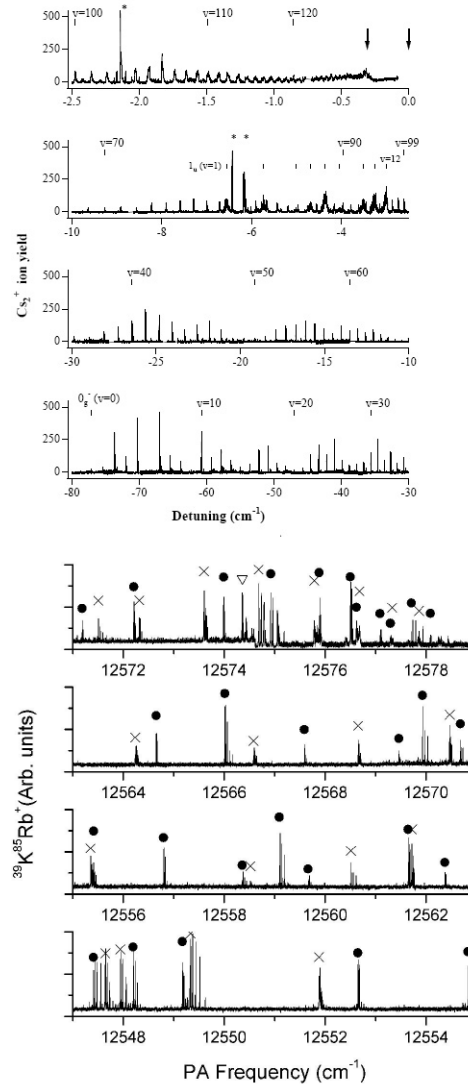 v=100 v=110 v=120
*
500
250
0
-2.5 -2.0 -1.5 -1.0 -0.5 0.0
v=70 * * v=90 v=99
1u (v=1) v=12
500
250
0
-10 -8 -6 -4 -2
v=40 v=50 v=60
500
250
0
-30 -25 -20 -15 -10
0g- (v=0) v=10 v=20 v=30
500
250
0
-80 -70 -60 -50 -40 -30
Cs2+ ion yield
Detuning (cm-1)
12572 12574 12576 12578
12564 12566 12568 12570
12556 12558 12560 12562
12548 12550 12552 12554
39K85Rb+(Arb. units)
PA Frequency (cm-1)